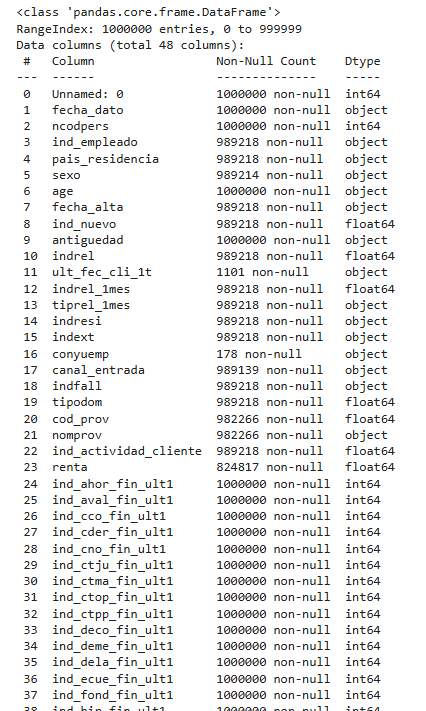 <class 'pandas.core.frame.DataFrame'>
RangeIndex: 1000000 entries, 0 to 999999
Data columns (total 48 columns):
 #   Column                 Non-Null Count    Dtype
---  ------                 --------------    -----
 0   Unnamed: 0             1000000 non-null  int64
 1   fecha_dato             1000000 non-null  object
 2   ncodpers               1000000 non-null  int64
 3   ind_empleado           989218 non-null   object
 4   pais_residencia        989218 non-null   object
 5   sexo                   989214 non-null   object
 6   age                    1000000 non-null  object
 7   fecha_alta             989218 non-null   object
 8   ind_nuevo              989218 non-null   float64
 9   antiguedad             1000000 non-null  object
 10  indrel                 989218 non-null   float64
 11  ult_fec_cli_1t         1101 non-null     object
 12  indrel_1mes            989218 non-null   float64
 13  tiprel_1mes            989218 non-null   object
 14  indresi                989218 non-null   object
 15  indext                 989218 non-null   object
 16  conyuemp               178 non-null      object
 17  canal_entrada          989139 non-null   object
 18  indfall                989218 non-null   object
 19  tipodom                989218 non-null   float64
 20  cod_prov               982266 non-null   float64
 21  nomprov                982266 non-null   object
 22  ind_actividad_cliente  989218 non-null   float64
 23  renta                  824817 non-null   float64
 24  ind_ahor_fin_ult1      1000000 non-null  int64
 25  ind_aval_fin_ult1      1000000 non-null  int64
 26  ind_cco_fin_ult1       1000000 non-null  int64
 27  ind_cder_fin_ult1      1000000 non-null  int64
 28  ind_cno_fin_ult1       1000000 non-null  int64
 29  ind_ctju_fin_ult1      1000000 non-null  int64
 30  ind_ctma_fin_ult1      1000000 non-null  int64
 31  ind_ctop_fin_ult1      1000000 non-null  int64
 32  ind_ctpp_fin_ult1      1000000 non-null  int64
 33  ind_deco_fin_ult1      1000000 non-null  int64
 34  ind_deme_fin_ult1      1000000 non-null  int64
 35  ind_dela_fin_ult1      1000000 non-null  int64
 36  ind_ecue_fin_ult1      1000000 non-null  int64
 37  ind_fond_fin_ult1      1000000 non-null  int64
 38  ind_hip_fin_ult1       1000000 non-null  int64